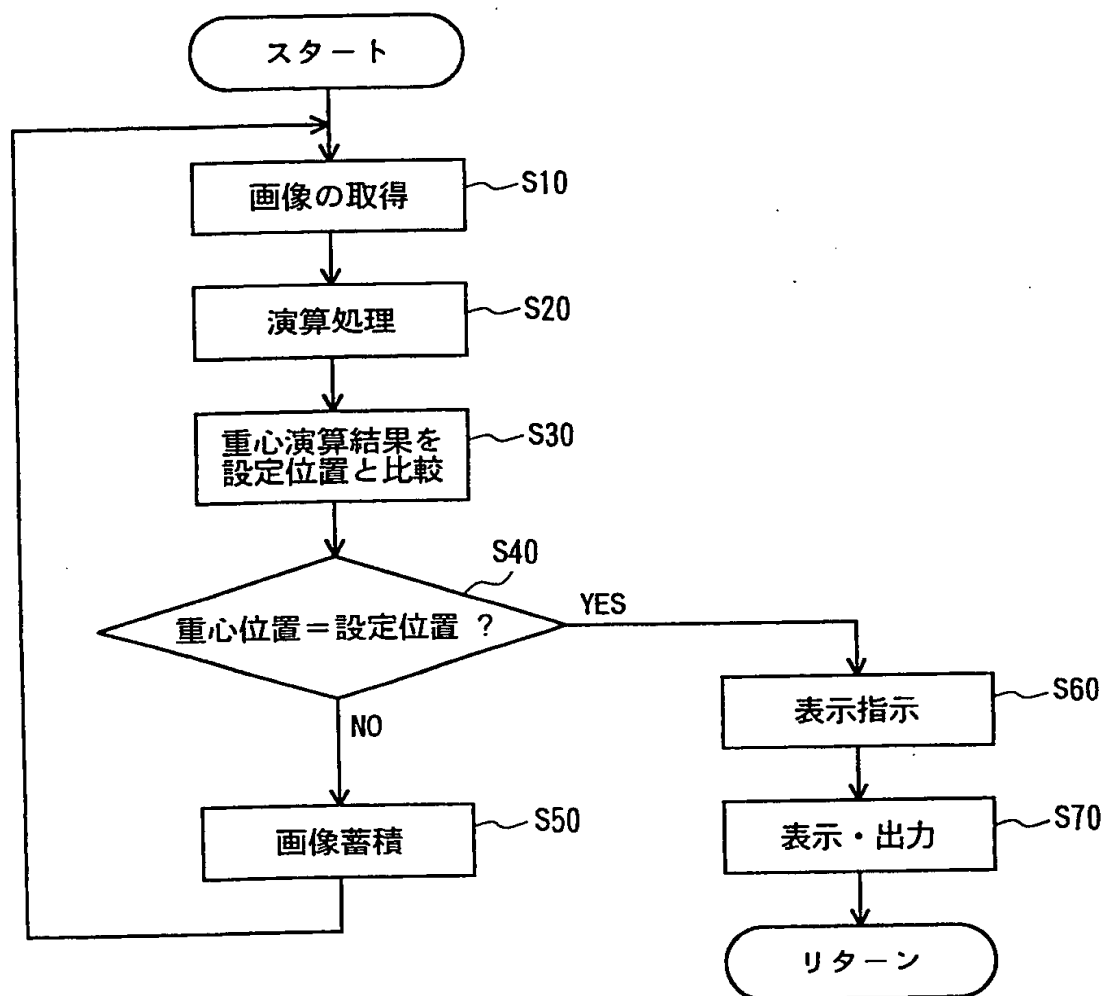 スタート
画像の取得
S10
演算処理
S20
重心演算結果を
設定位置と比較
S30
S40
重心位置＝設定位置？
YES
NO
画像蓄積
S50
表示指示
S60
表示・出力
S70
リターン